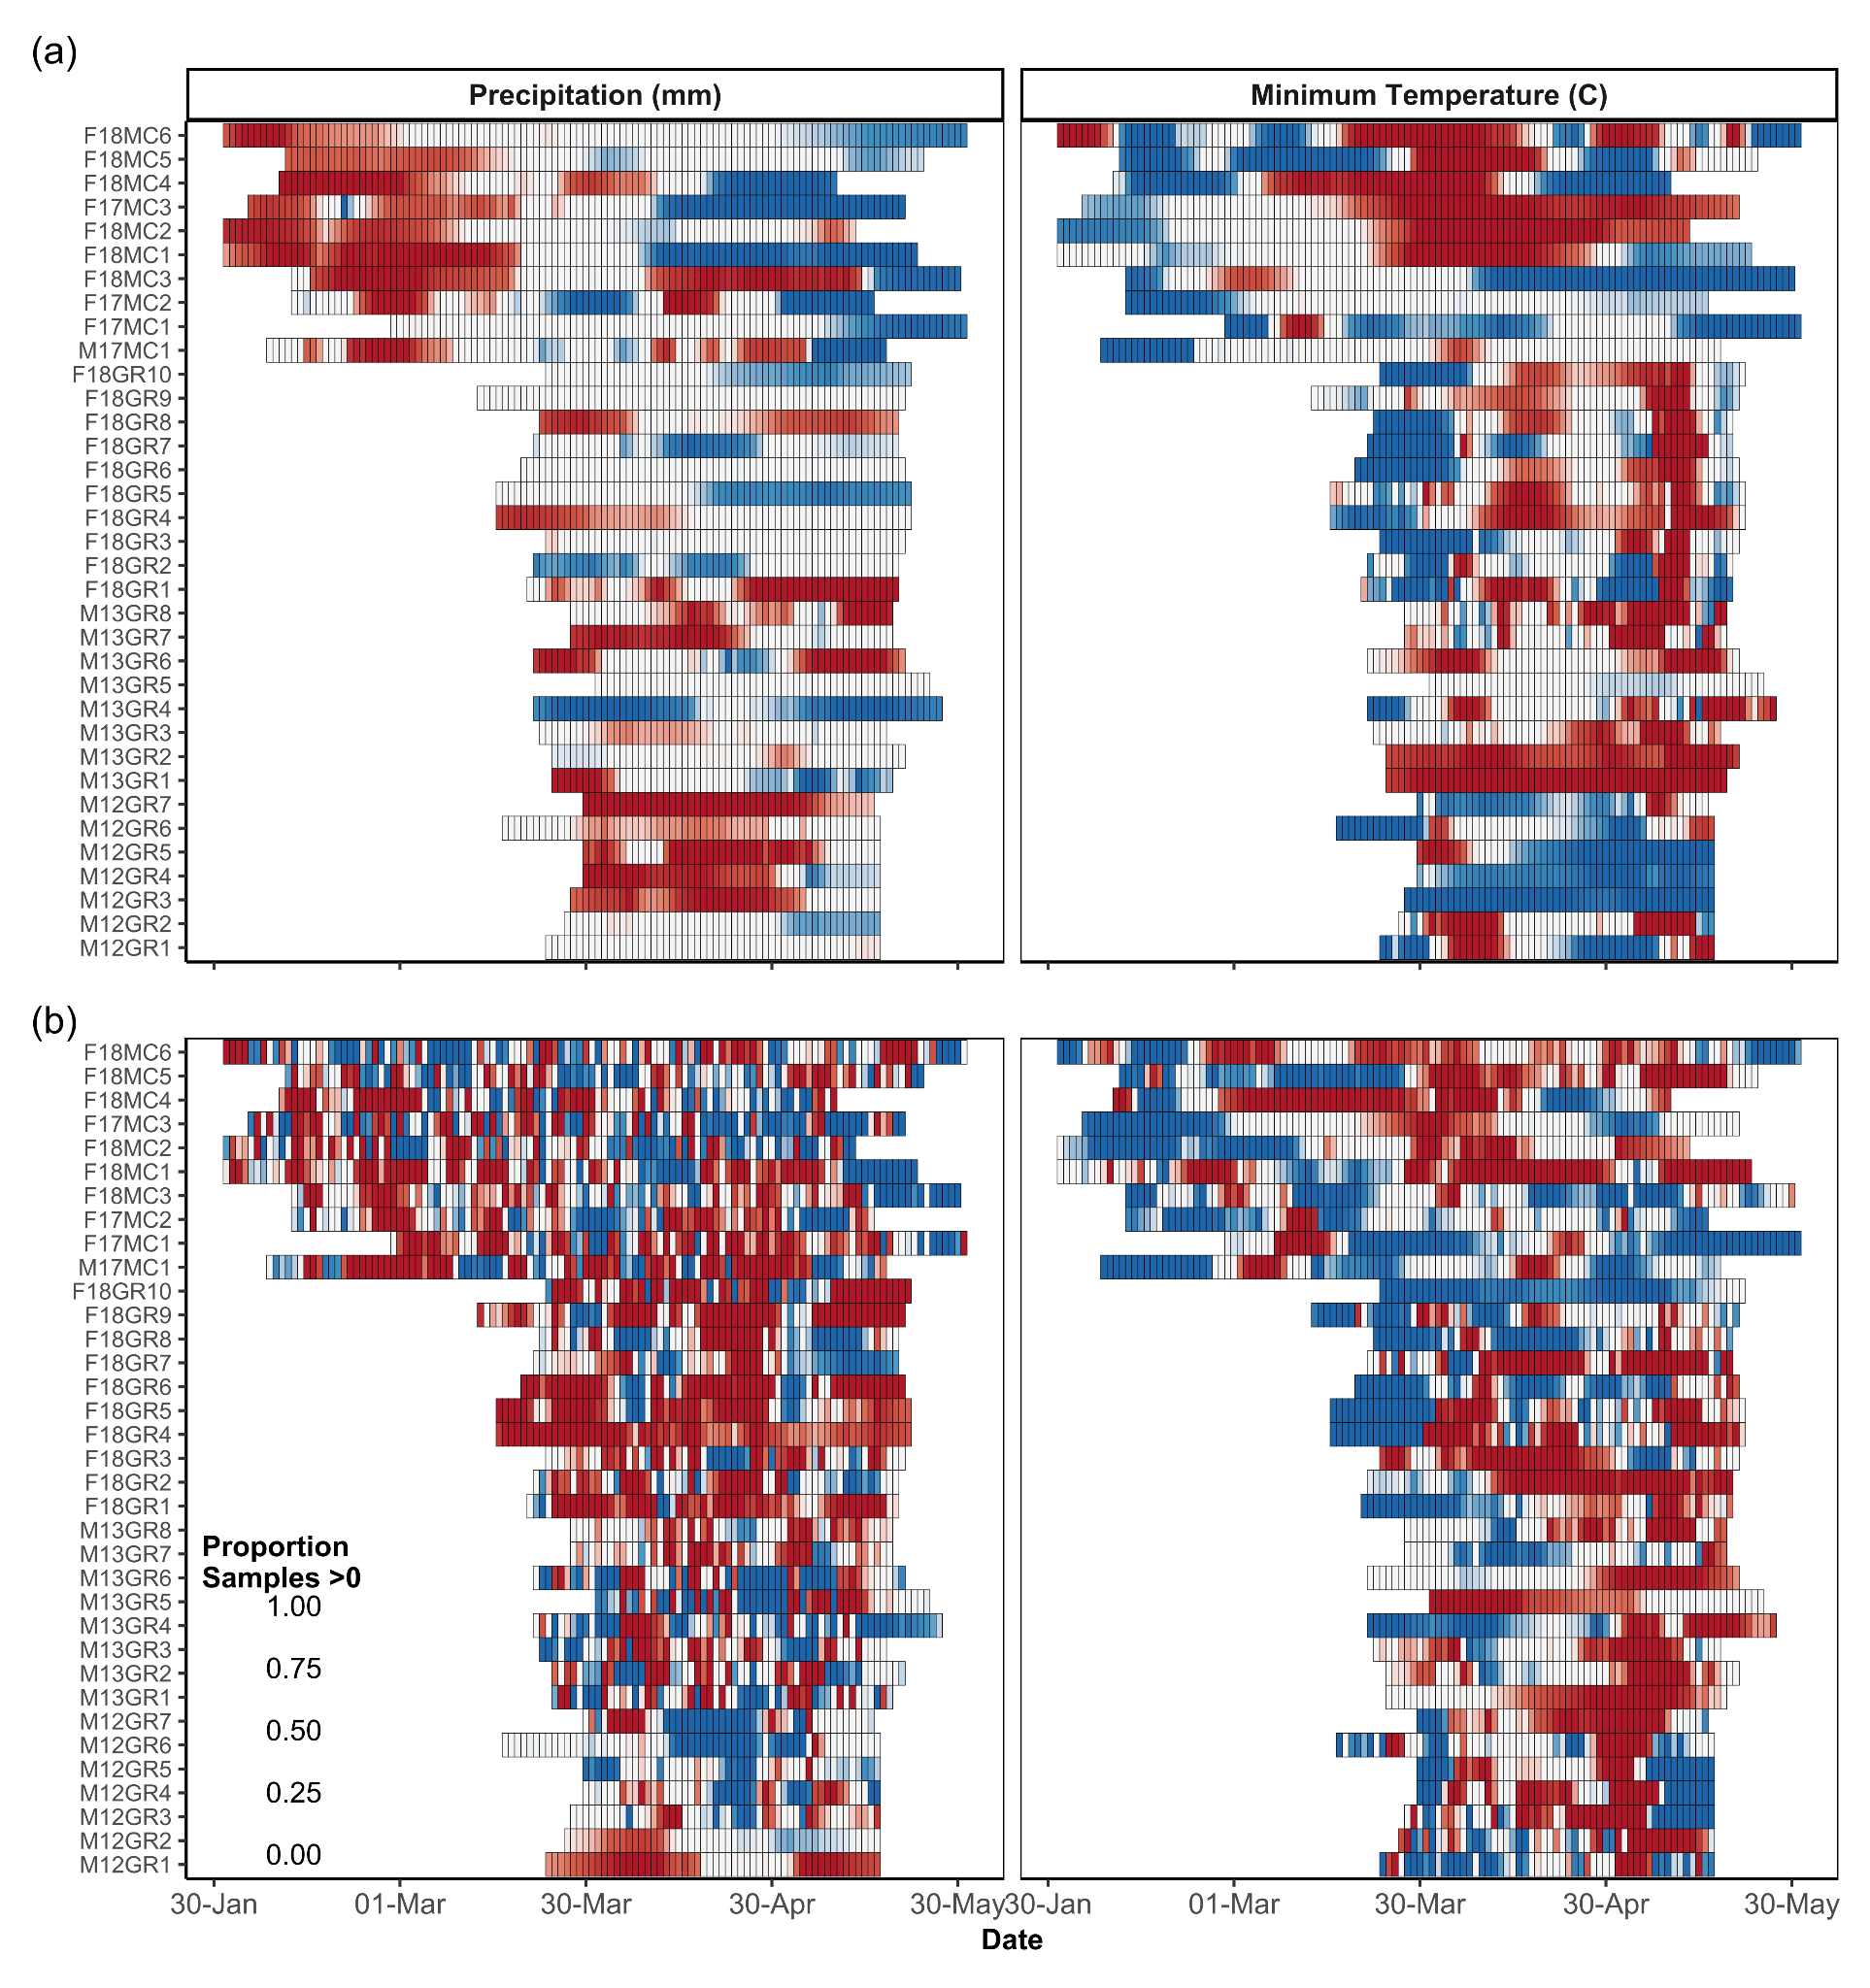 (a)
Precipitation (mm)
Minimum Temperature (C)
F18MC6
F18MC5
F18MC4
F17MC3
F18MC2
F18MC1
F18MC3
F17MC2
F17MC1
M17MC1
F18GR10
F18GR9
F18GR8
F18GR7
F18GR6
F18GR5
F18GR4
F18GR3
F18GR2
F18GR1
M13GR8
M13GR7
M13GR6
M13GR5
M13GR4
M13GR3
M13GR2
M13GR1
M12GR7
M12GR6
M12GR5
M12GR4
M12GR3
M12GR2
M12GR1
(b)
F18MC6
F18MC5
F18MC4
F17MC3
F18MC2
F18MC1
F18MC3
F17MC2
F17MC1
M17MC1
F18GR10
F18GR9
F18GR8
F18GR7
F18GR6
F18GR5
F18GR4
F18GR3
F18GR2
F18GR1
M13GR8
M13GR7
M13GR6
M13GR5
M13GR4
M13GR3
M13GR2
M13GR1
M12GR7
M12GR6
M12GR5
M12GR4
M12GR3
M12GR2
M12GR1
Proportion
Samples >0
1.00
0.75
0.50
0.25
0.00
30-Jan 01-Mar 30-Mar 30-Apr 30-May
30-Jan 01-Mar 30-Mar 30-Apr 30-May
Date